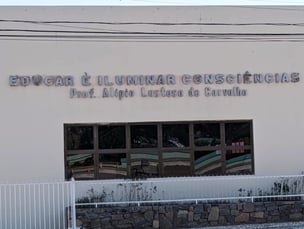 EDUCAR É ILUMINAR CONSCIÊNCIAS
Prof. Alípio Lustosa de Carvalho